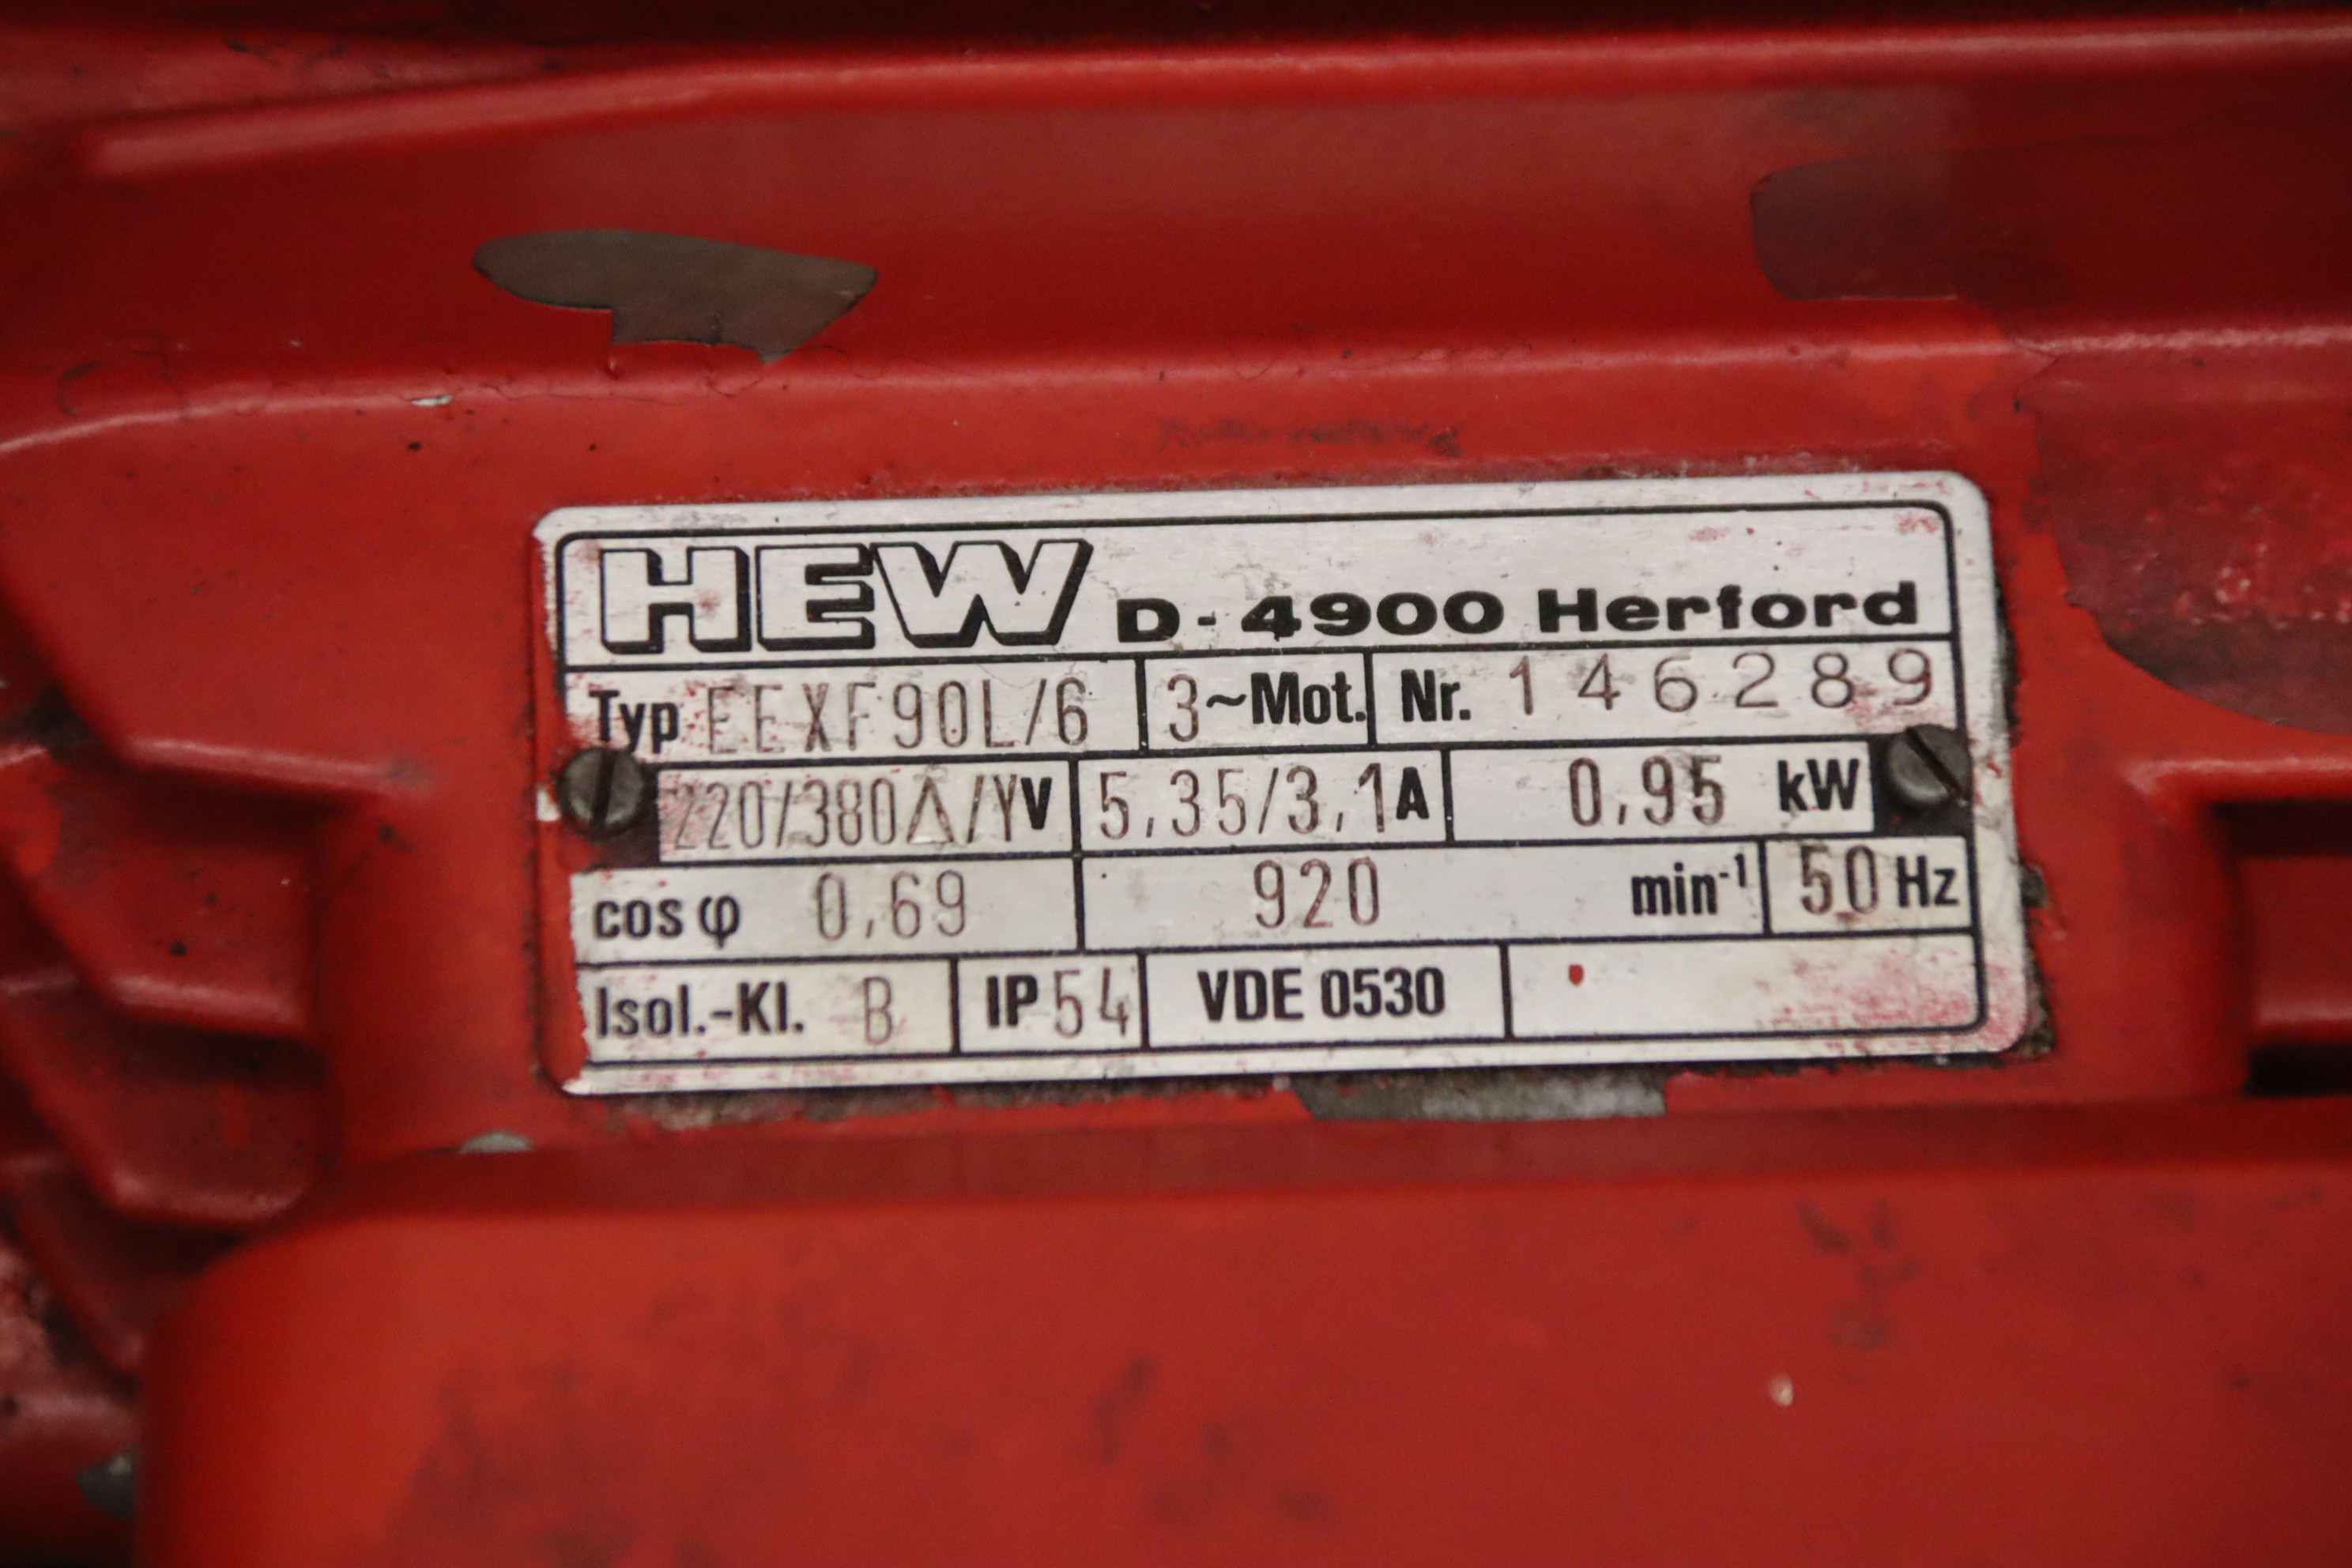 HEW D-4900 Herford
Typ EEXF90L/6 3~Mot. Nr. 146289
220/380Δ/YV 5,35/3,1A 0,95 kW
cos φ 0,69 920 min⁻¹ 50 Hz
Isol.-Kl. B IP54 VDE 0530